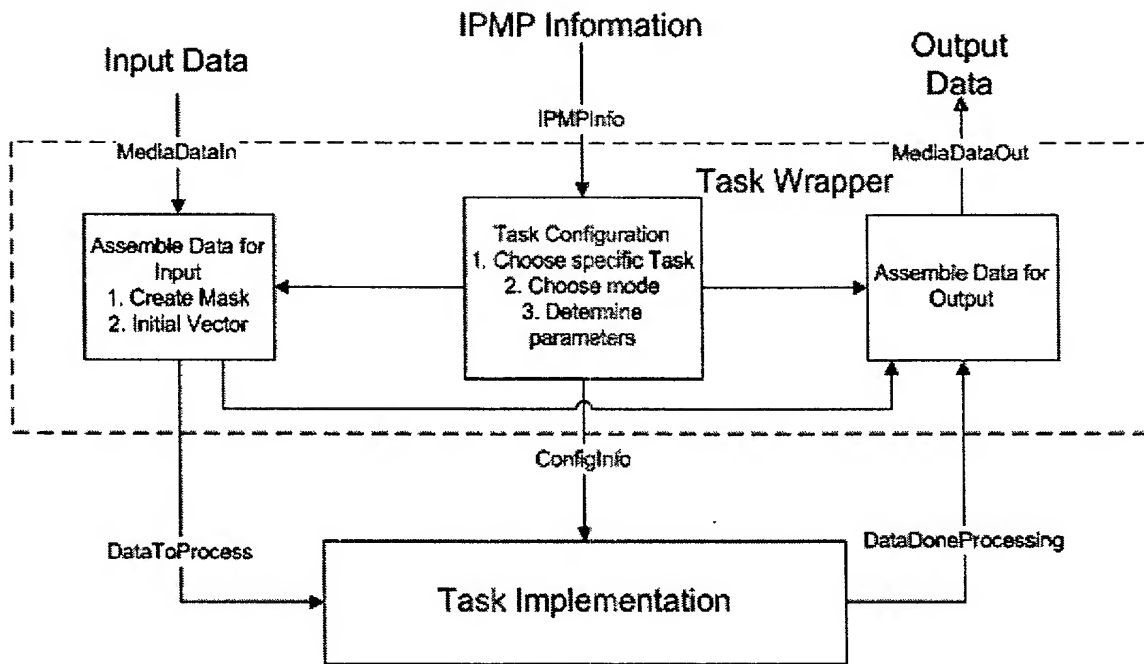 IPMP Information
Input Data
Output
Data
IPMPInfo
MediaDataIn
MediaDataOut
Task Wrapper
Assemble Data for
Input
1. Create Mask
2. Initial Vector
Task Configuration
1. Choose specific Task
2. Choose mode
3. Determine
parameters
Assemble Data for
Output
ConfigInfo
DataToProcess
DataDoneProcessing
Task Implementation